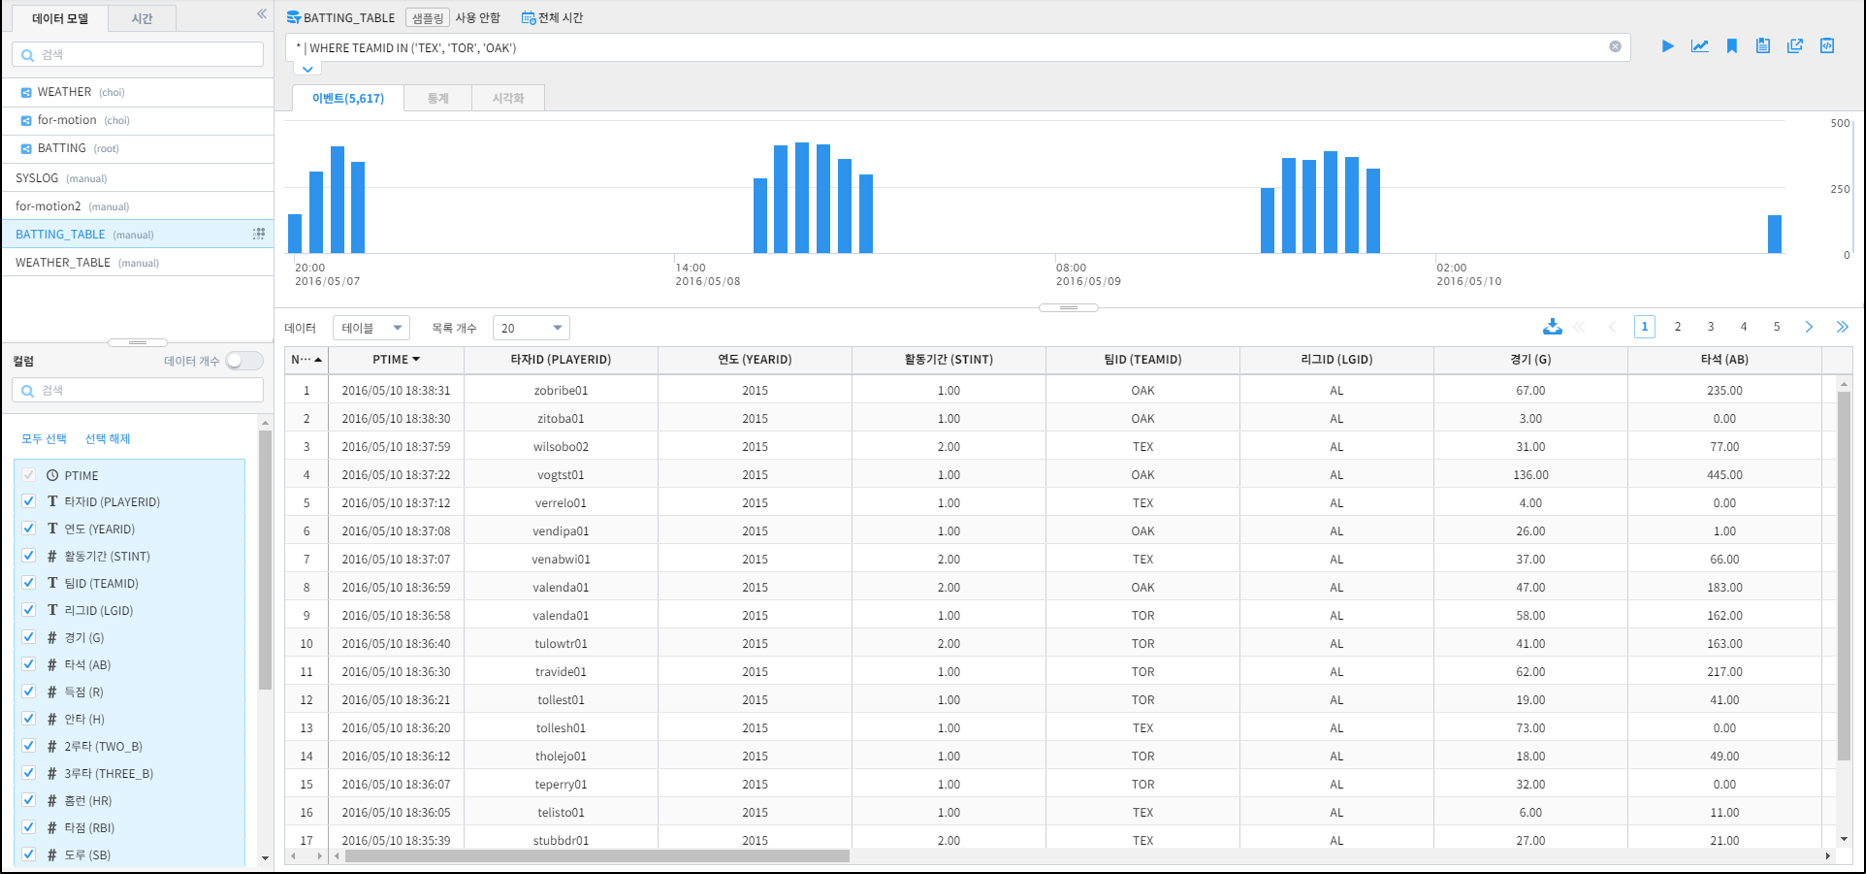 데이터 모델
시간
검색
WEATHER (choi)
for-motion (choi)
BATTING (root)
SYSLOG (manual)
for-motion2 (manual)
BATTING_TABLE (manual)
WEATHER_TABLE (manual)
컬럼
데이터 개수
검색
모두 선택 선택 해제
PTIME
T 타자ID (PLAYERID)
T 연도 (YEARID)
# 활동기간 (STINT)
T 팀ID (TEAMID)
T 리그ID (LGID)
# 경기 (G)
# 타석 (AB)
# 득점 (R)
# 안타 (H)
# 2루타 (TWO_B)
# 3루타 (THREE_B)
# 홈런 (HR)
# 타점 (RBI)
# 도루 (SB)
BATTING_TABLE 샘플링 사용 안함 전체 시간
* | WHERE TEAMID IN ('TEX', 'TOR', 'OAK')
이벤트(5,617) 통계 시각화
500
250
0
20:00 14:00 08:00 02:00
2016/05/07 2016/05/08 2016/05/09 2016/05/10
데이터 테이블 목록 개수 20 1 2 3 4 5
N··· PTIME 타자ID (PLAYERID) 연도 (YEARID) 활동기간 (STINT) 팀ID (TEAMID) 리그ID (LGID) 경기 (G) 타석 (AB)
1 2016/05/10 18:38:31 zobribe01 2015 1.00 OAK AL 67.00 235.00
2 2016/05/10 18:38:30 zitoba01 2015 1.00 OAK AL 3.00 0.00
3 2016/05/10 18:37:59 wilsobo02 2015 2.00 TEX AL 31.00 77.00
4 2016/05/10 18:37:22 vogtst01 2015 1.00 OAK AL 136.00 445.00
5 2016/05/10 18:37:12 verrelo01 2015 1.00 TEX AL 4.00 0.00
6 2016/05/10 18:37:08 vendipa01 2015 1.00 OAK AL 26.00 1.00
7 2016/05/10 18:37:07 venabwi01 2015 2.00 TEX AL 37.00 66.00
8 2016/05/10 18:36:59 valenda01 2015 2.00 OAK AL 47.00 183.00
9 2016/05/10 18:36:58 valenda01 2015 1.00 TOR AL 58.00 162.00
10 2016/05/10 18:36:40 tulowtr01 2015 2.00 TOR AL 41.00 163.00
11 2016/05/10 18:36:30 travide01 2015 1.00 TOR AL 62.00 217.00
12 2016/05/10 18:36:21 tollest01 2015 1.00 TOR AL 19.00 41.00
13 2016/05/10 18:36:20 tollesh01 2015 1.00 TEX AL 73.00 0.00
14 2016/05/10 18:36:12 tholejo01 2015 1.00 TOR AL 18.00 49.00
15 2016/05/10 18:36:07 teperry01 2015 1.00 TOR AL 32.00 0.00
16 2016/05/10 18:36:05 telisto01 2015 1.00 TEX AL 6.00 11.00
17 2016/05/10 18:35:39 stubbdr01 2015 2.00 TEX AL 27.00 21.00